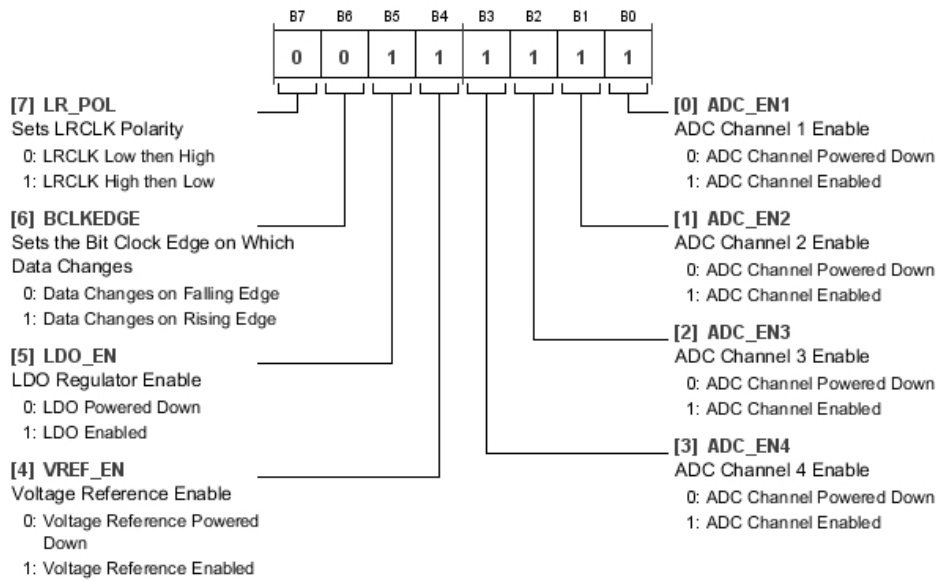 B7 B6 B5 B4 B3 B2 B1 B0
0 0 1 1 1 1 1 1
[7] LR_POL
Sets LRCLK Polarity
0: LRCLK Low then High
1: LRCLK High then Low
[6] BCLKEDGE
Sets the Bit Clock Edge on Which
Data Changes
0: Data Changes on Falling Edge
1: Data Changes on Rising Edge
[5] LDO_EN
LDO Regulator Enable
0: LDO Powered Down
1: LDO Enabled
[4] VREF_EN
Voltage Reference Enable
0: Voltage Reference Powered
Down
1: Voltage Reference Enabled
[0] ADC_EN1
ADC Channel 1 Enable
0: ADC Channel Powered Down
1: ADC Channel Enabled
[1] ADC_EN2
ADC Channel 2 Enable
0: ADC Channel Powered Down
1: ADC Channel Enabled
[2] ADC_EN3
ADC Channel 3 Enable
0: ADC Channel Powered Down
1: ADC Channel Enabled
[3] ADC_EN4
ADC Channel 4 Enable
0: ADC Channel Powered Down
1: ADC Channel Enabled